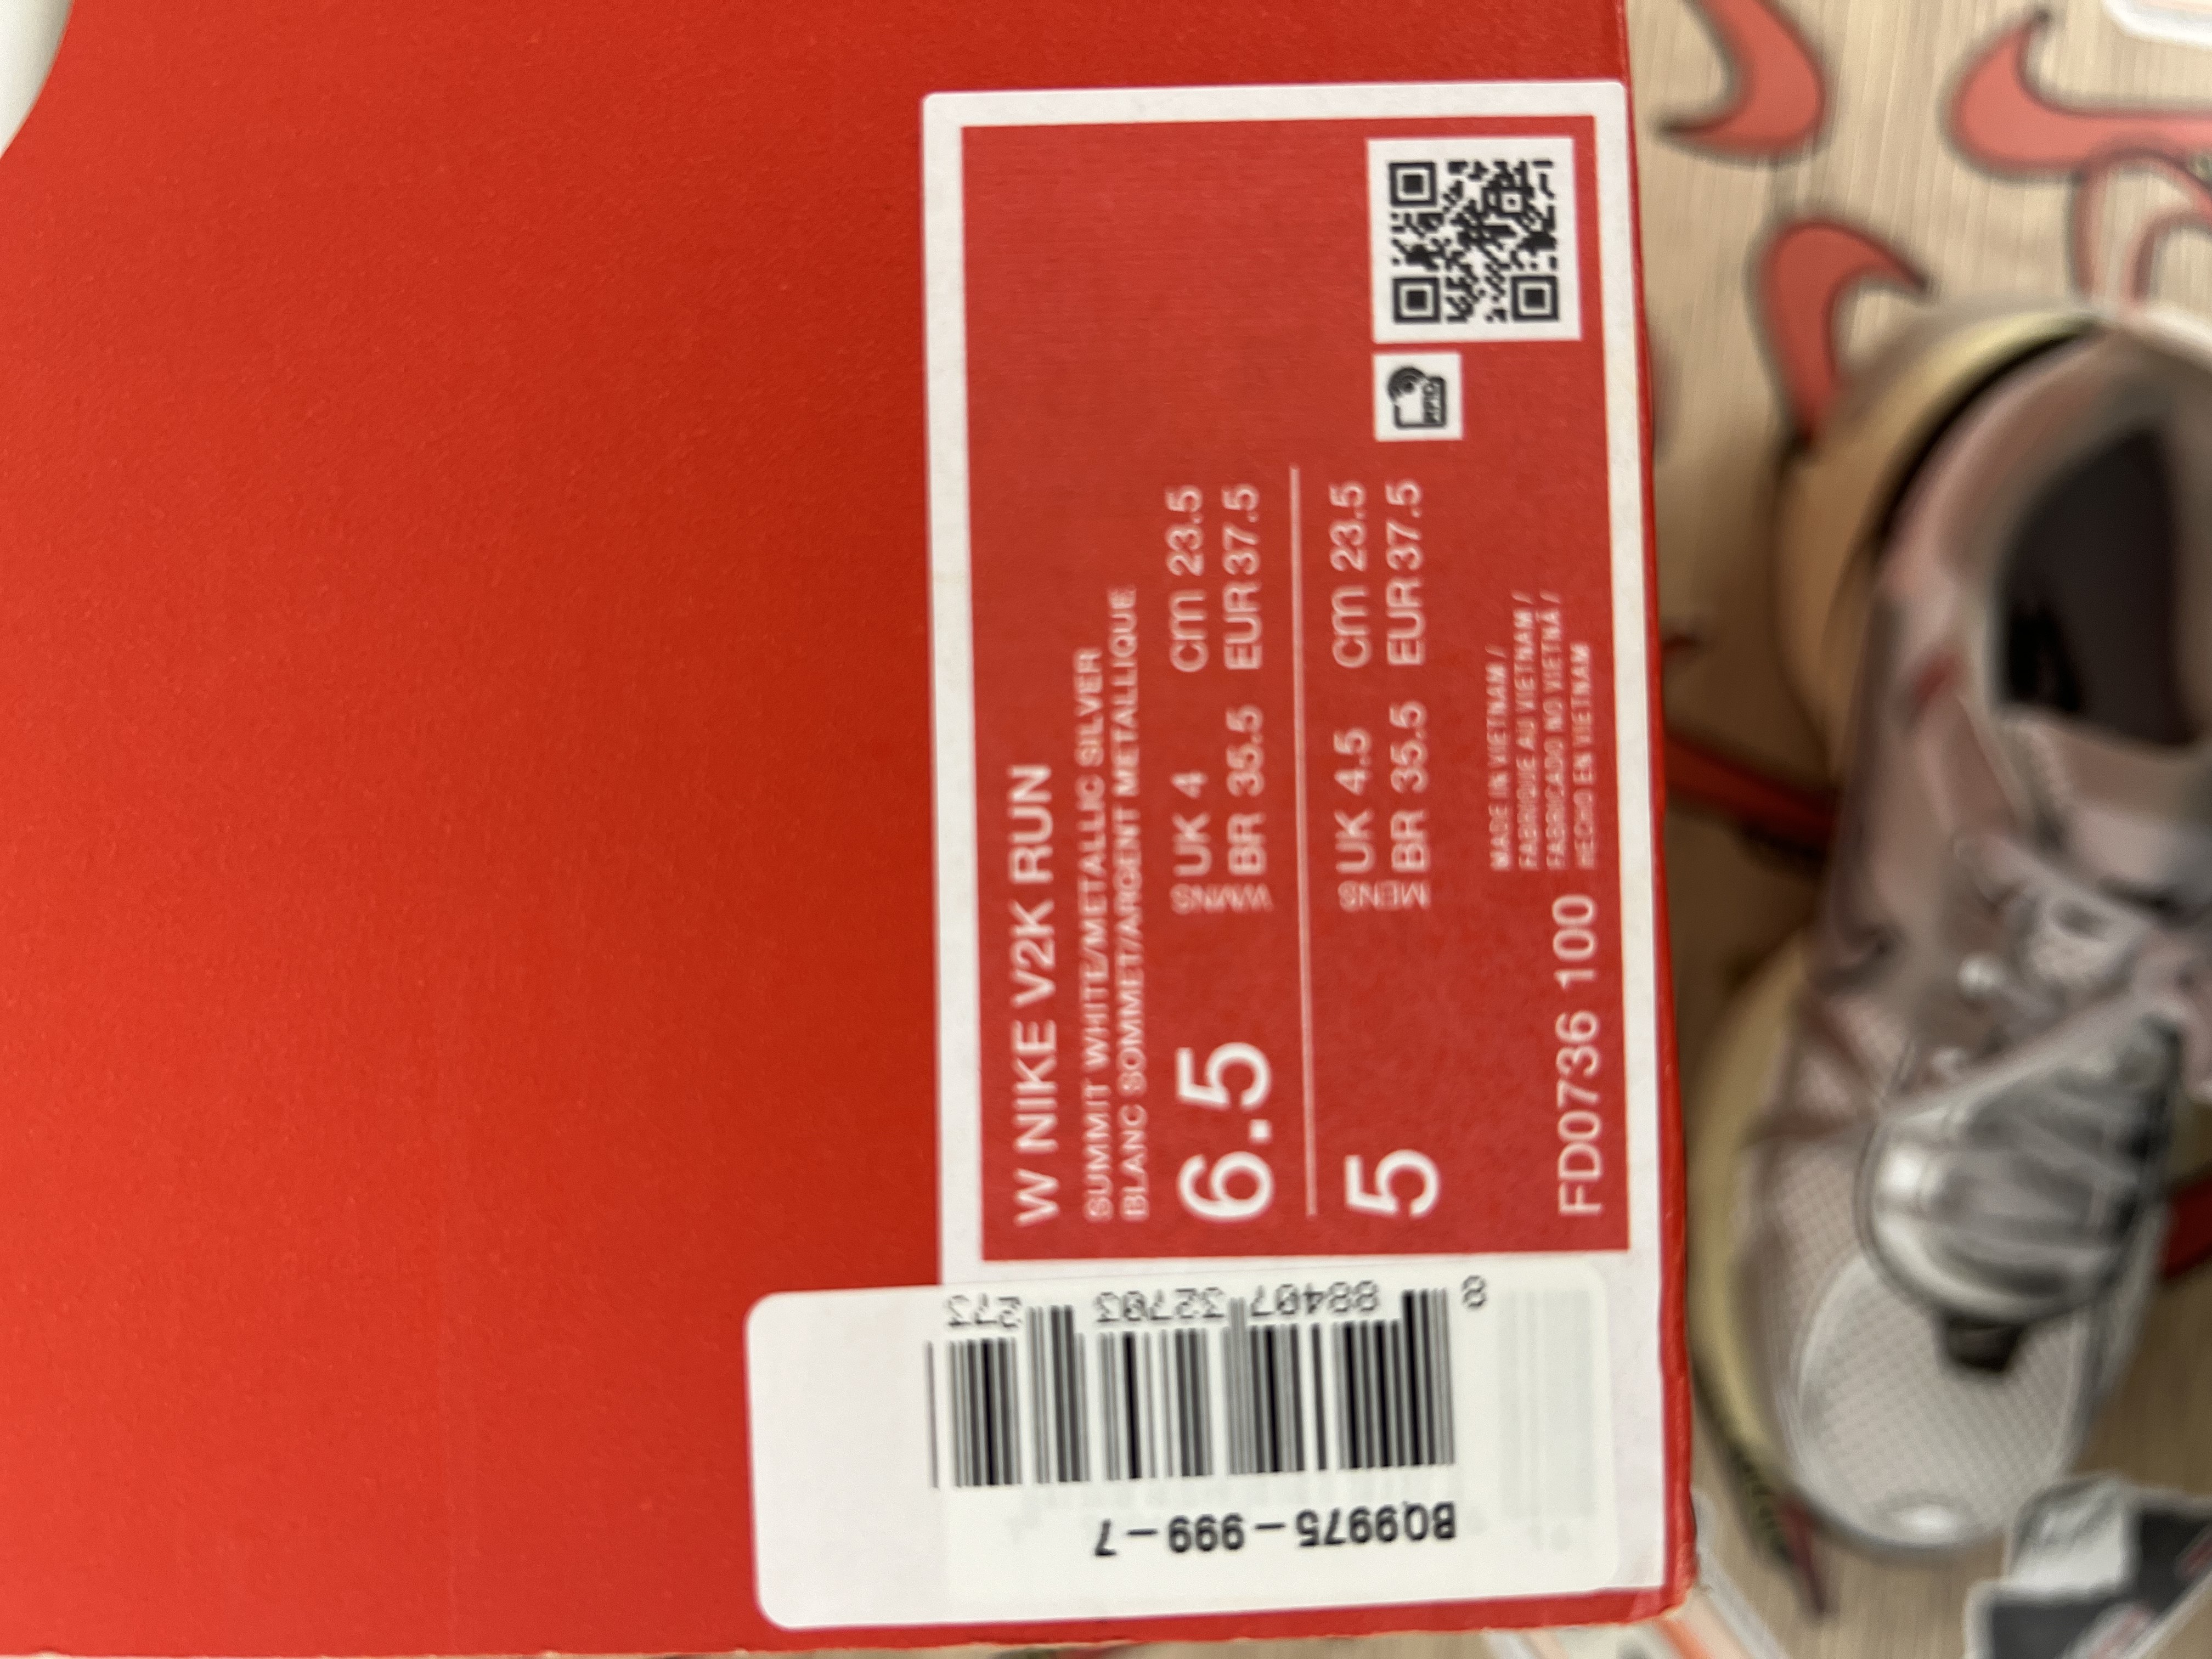 BQ9975-999-7
8 88407 32703 273
W NIKE V2K RUN
SUMMIT WHITE/METALLIC SILVER
BLANC SOMMET/ARGENT METALLIQUE
6.5
WMNS
UK 4 cm 23.5
BR 35.5 EUR 37.5
5
MENS
UK 4.5 cm 23.5
BR 35.5 EUR 37.5
RFID
MADE IN VIETNAM /
FABRIQUE AU VIETNAM /
FABRICADO NO VIETNÃ /
HECHO EN VIETNAM
FD0736 100